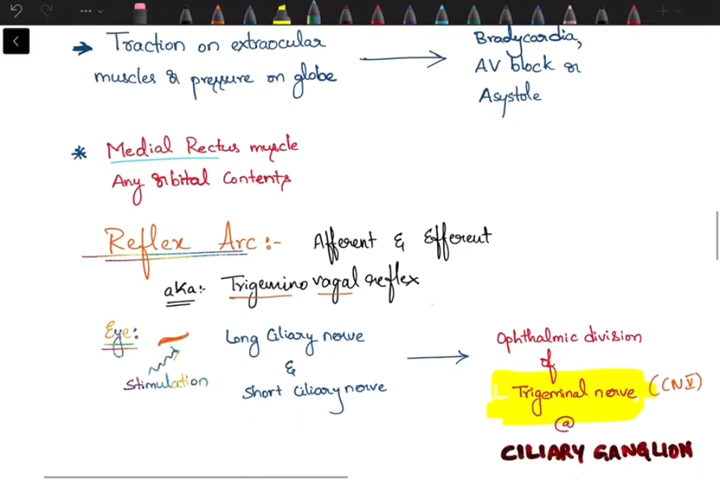 → Traction on extraocular
muscles & pressure on globe
→
Bradycardia,
AV block or
Asystole
* Medial Rectus muscle
Any orbital Contents
Reflex Arc:- Afferent & Efferent
aka:- Trigemino vagal reflex
Eye:
Stimulation
Long Ciliary nerve
&
Short Ciliary nerve
→
Ophthalmic division
of
Trigeminal nerve (CN V)
@
CILIARY GANGLION